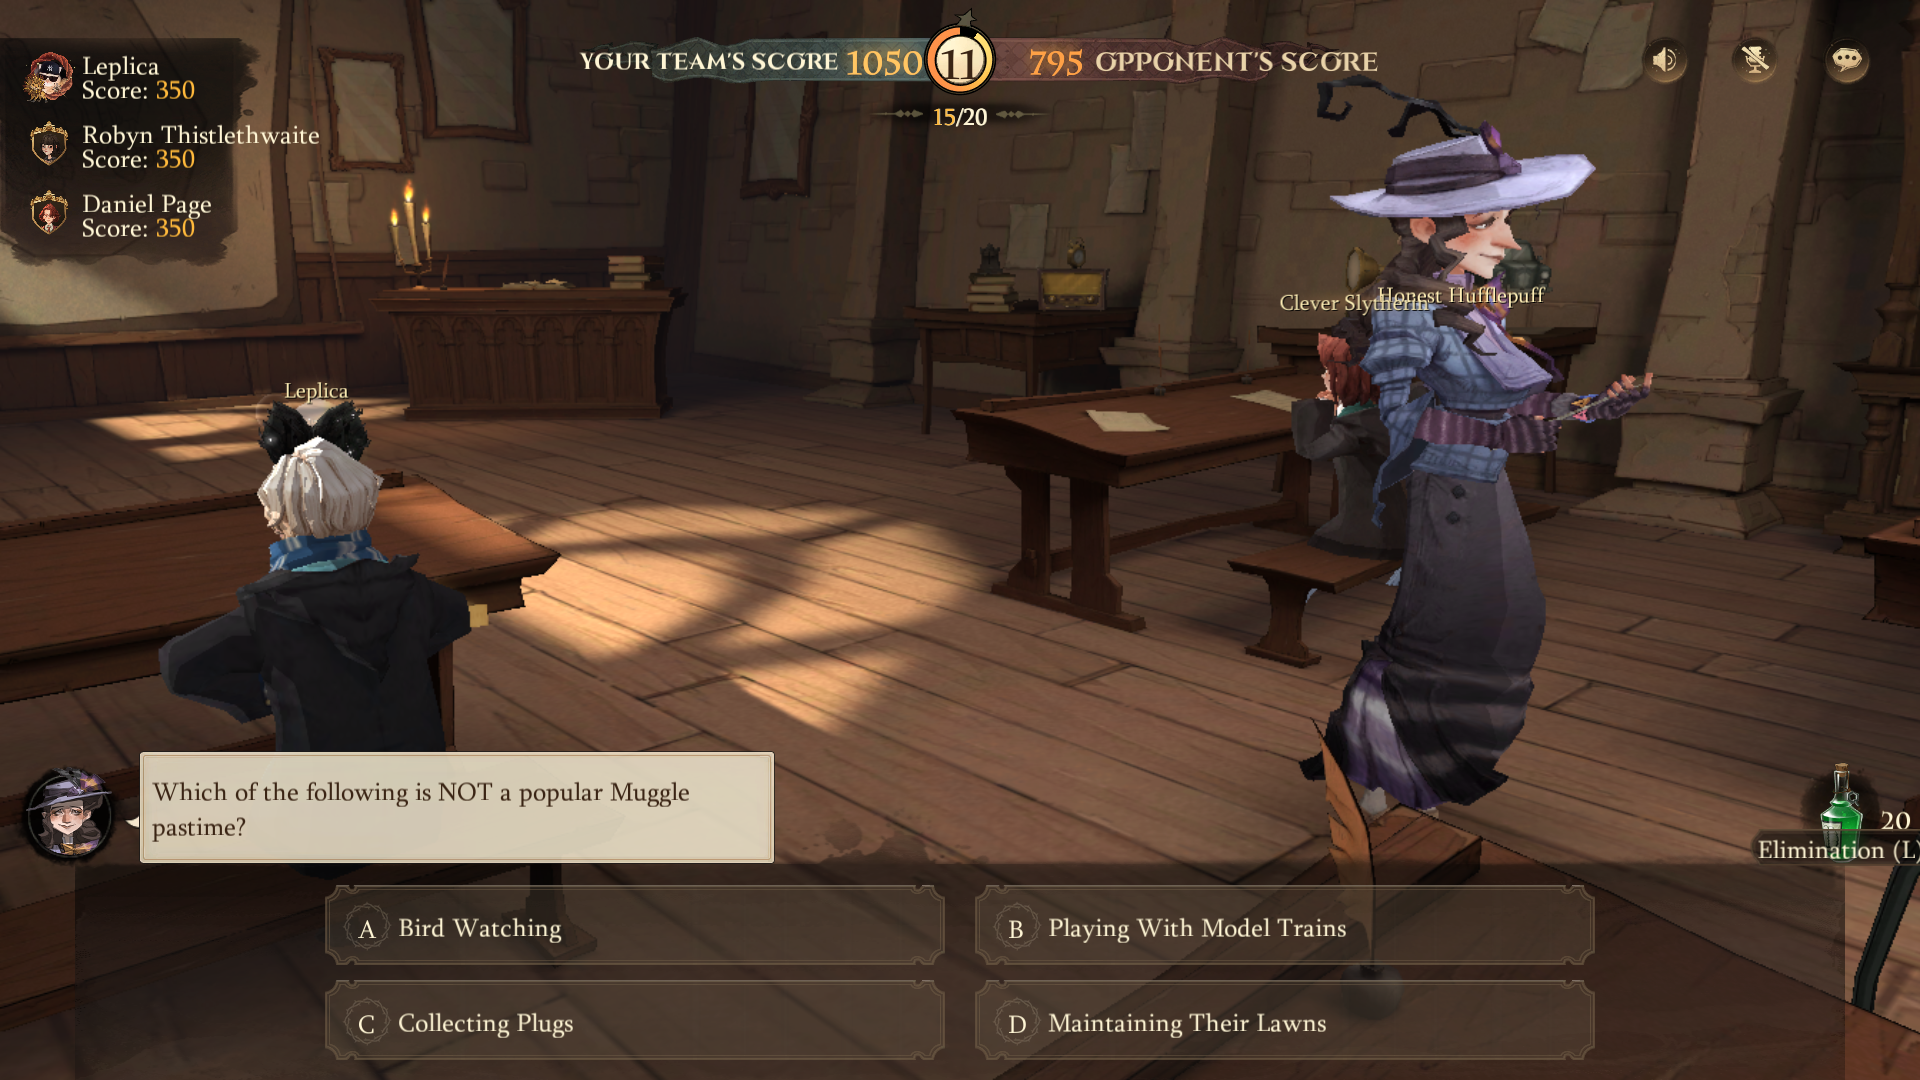 Leplica
Score: 350
Robyn Thistlethwaite
Score: 350
Daniel Page
Score: 350
YOUR TEAM'S SCORE 1050 11 795 OPPONENT'S SCORE
15/20
Clever Slytherin
Honest Hufflepuff
Leplica
Which of the following is NOT a popular Muggle
pastime?
20
Elimination (L)
A Bird Watching
B Playing With Model Trains
C Collecting Plugs
D Maintaining Their Lawns